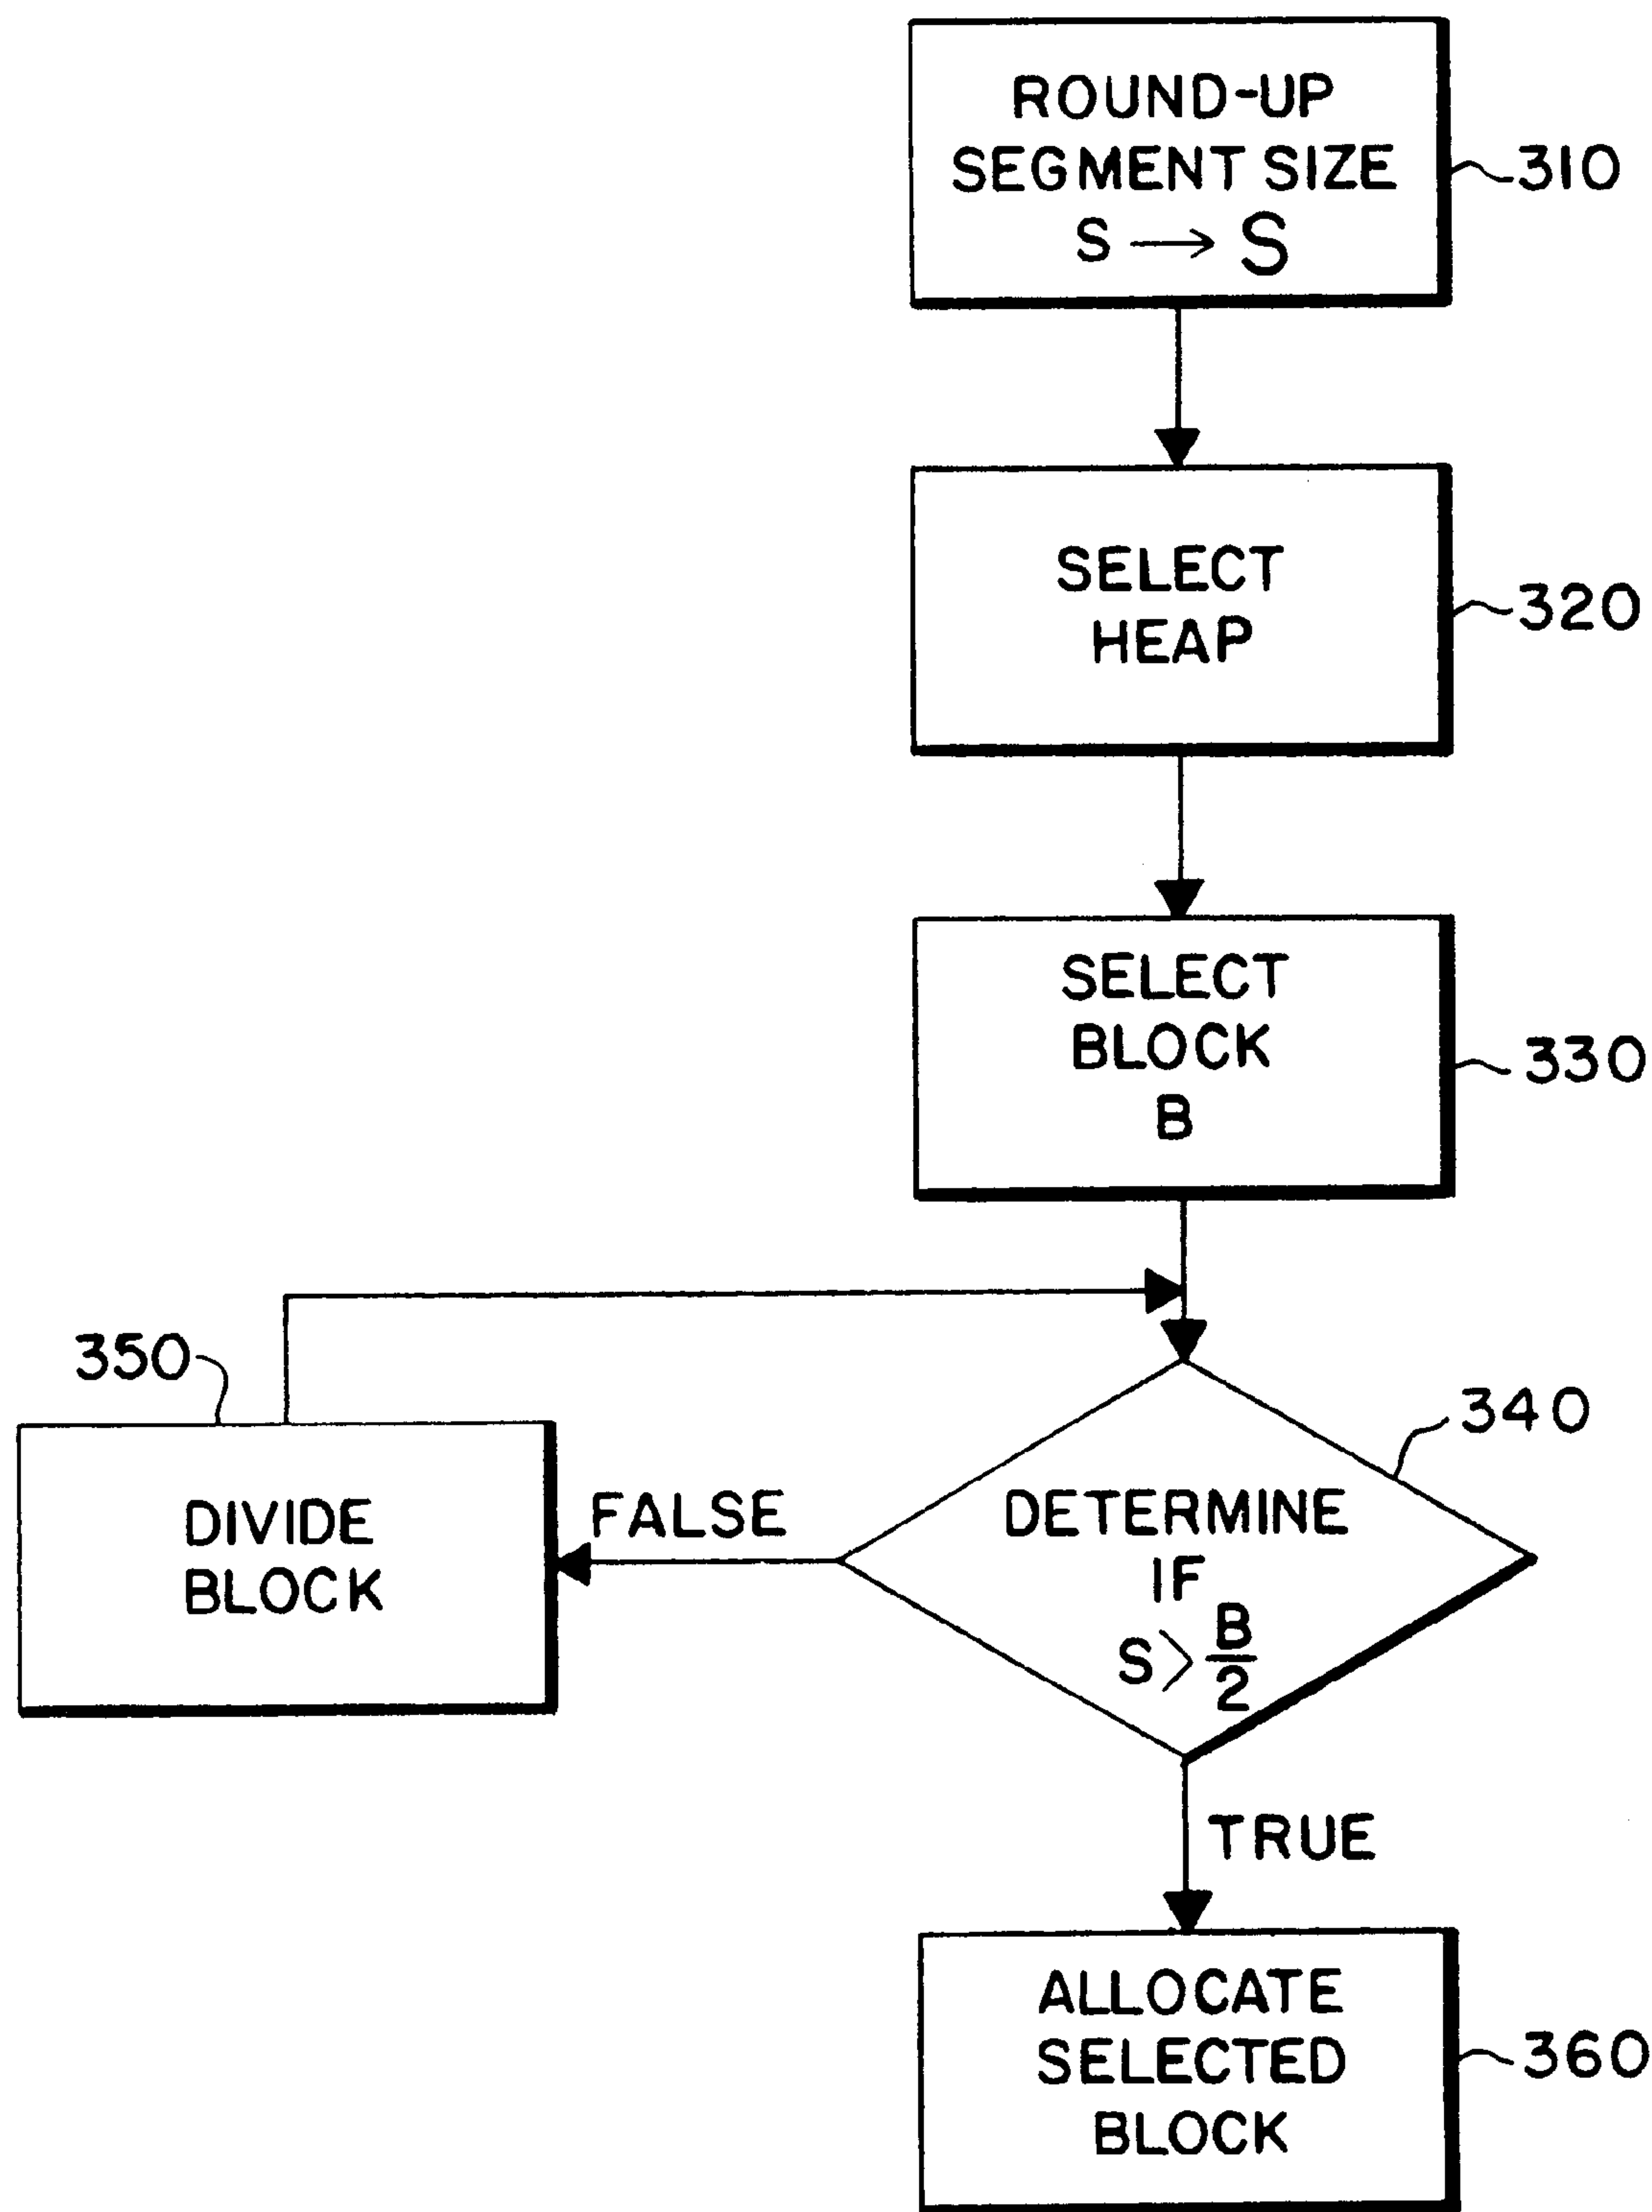 ROUND-UP
SEGMENT SIZE
S → S
310
SELECT
HEAP
320
SELECT
BLOCK
B
330
350
340
DIVIDE
BLOCK
FALSE
DETERMINE
IF
S > B/2
TRUE
ALLOCATE
SELECTED
BLOCK
360